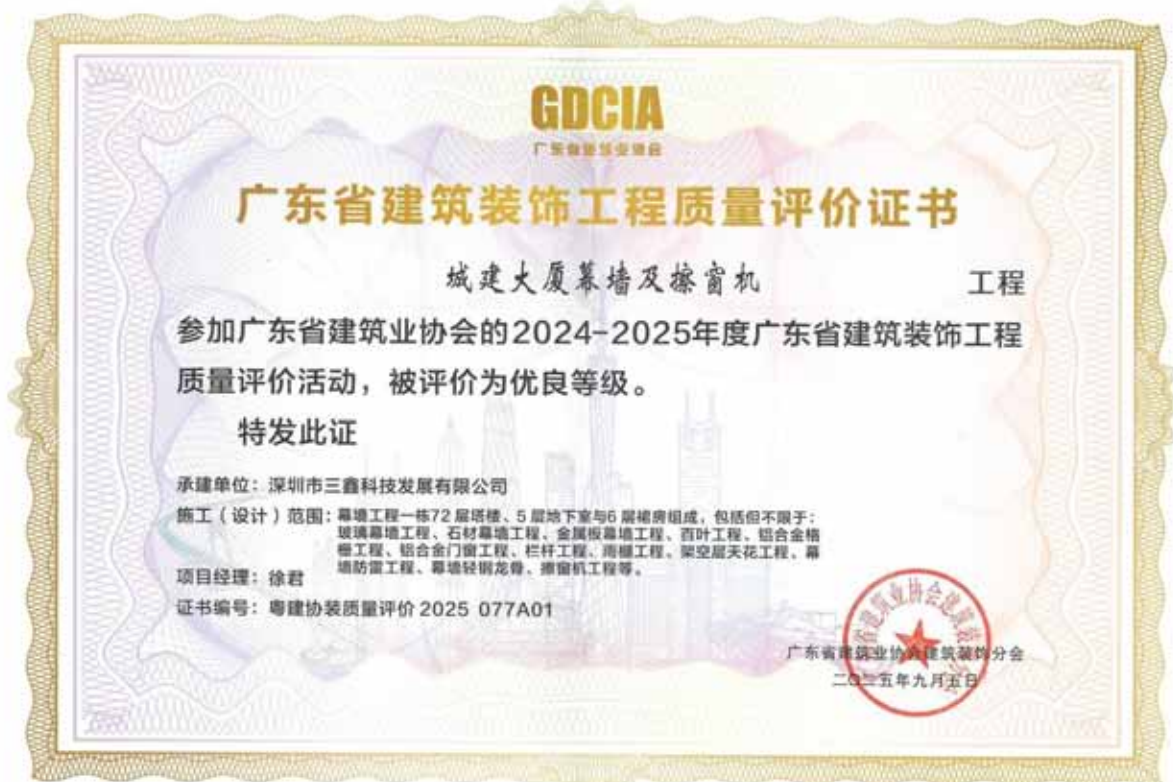 GDCIA
广东省建筑业协会
广东省建筑装饰工程质量评价证书
城建大厦幕墙及擦窗机 工程
参加广东省建筑业协会的2024-2025年度广东省建筑装饰工程
质量评价活动，被评价为优良等级。
特发此证
承建单位：深圳市三鑫科技发展有限公司
施工（设计）范围：幕墙工程一栋72层塔楼、5层地下室与6层裙房组成，包括但不限于：
玻璃幕墙工程、石材幕墙工程、金属板幕墙工程、百叶工程、铝合金格
栅工程、铝合金门窗工程、栏杆工程、雨棚工程、架空层天花工程、幕
墙防雷工程、幕墙轻钢龙骨、擦窗机工程等。
项目经理：徐君
证书编号：粤建协装质量评价 2025 077A01
广东省建筑业协会建筑装饰分会
二〇二五年九月五日